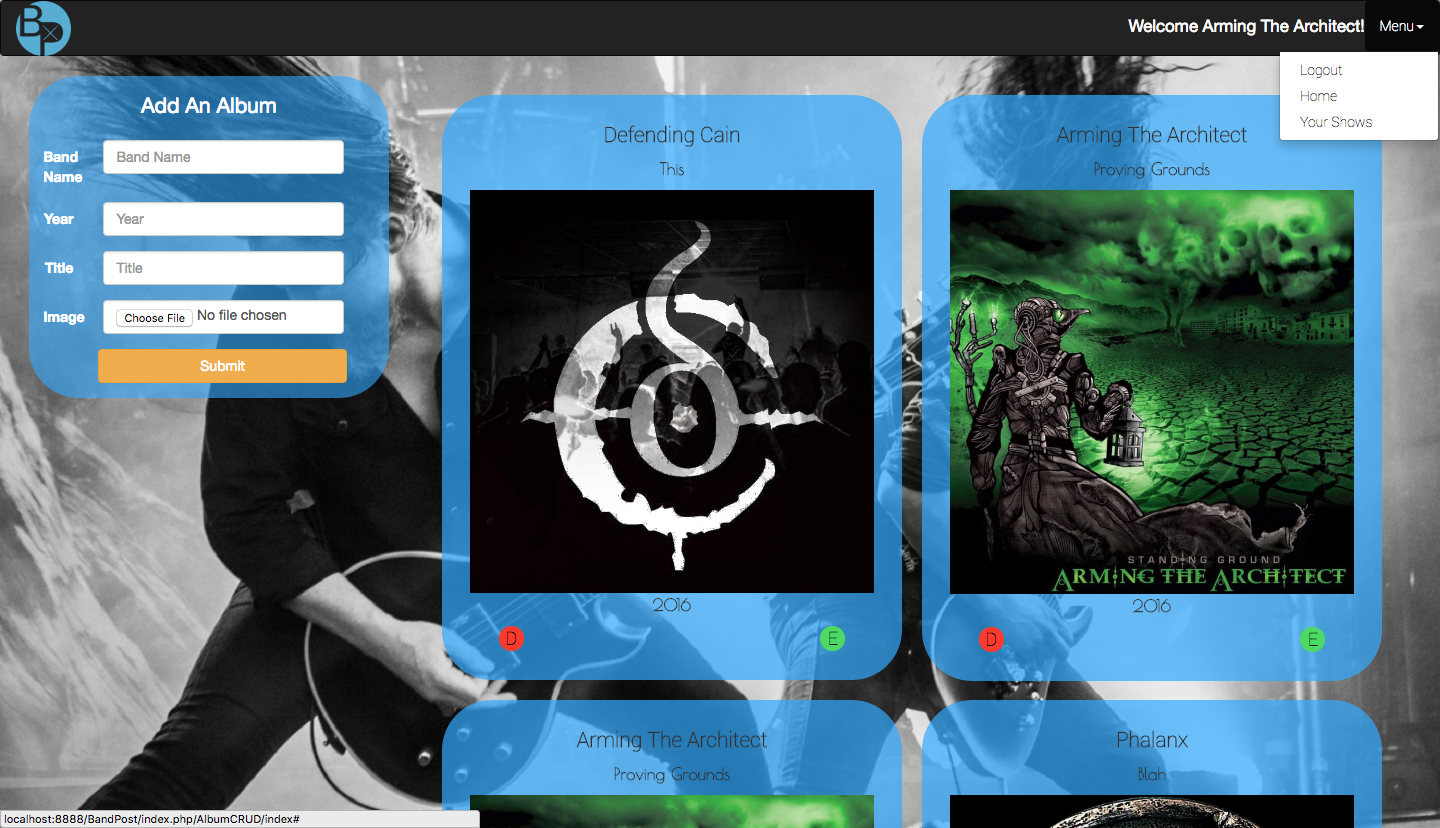 BP
Welcome Arming The Architect!
Menu
Logout
Home
Your Shows
Add An Album
Band Name
Band Name
Year
Year
Title
Title
Image
Choose File No file chosen
Submit
Defending Cain
This
2016
D
E
Arming The Architect
Proving Grounds
STANDING GROUND
ARMING THE ARCHITECT
2016
D
E
Arming The Architect
Proving Grounds
Phalanx
Blah
localhost:8888/BandPost/index.php/AlbumCRUD/index#